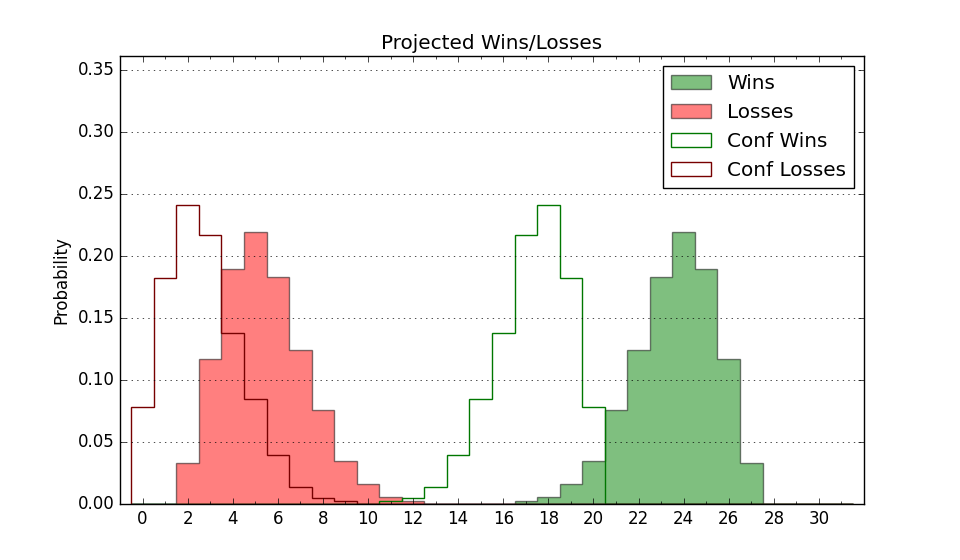 Projected Wins/Losses
Probability
0.35
0.30
0.25
0.20
0.15
0.10
0.05
0.00
0 2 4 6 8 10 12 14 16 18 20 22 24 26 28 30
Wins
Losses
Conf Wins
Conf Losses